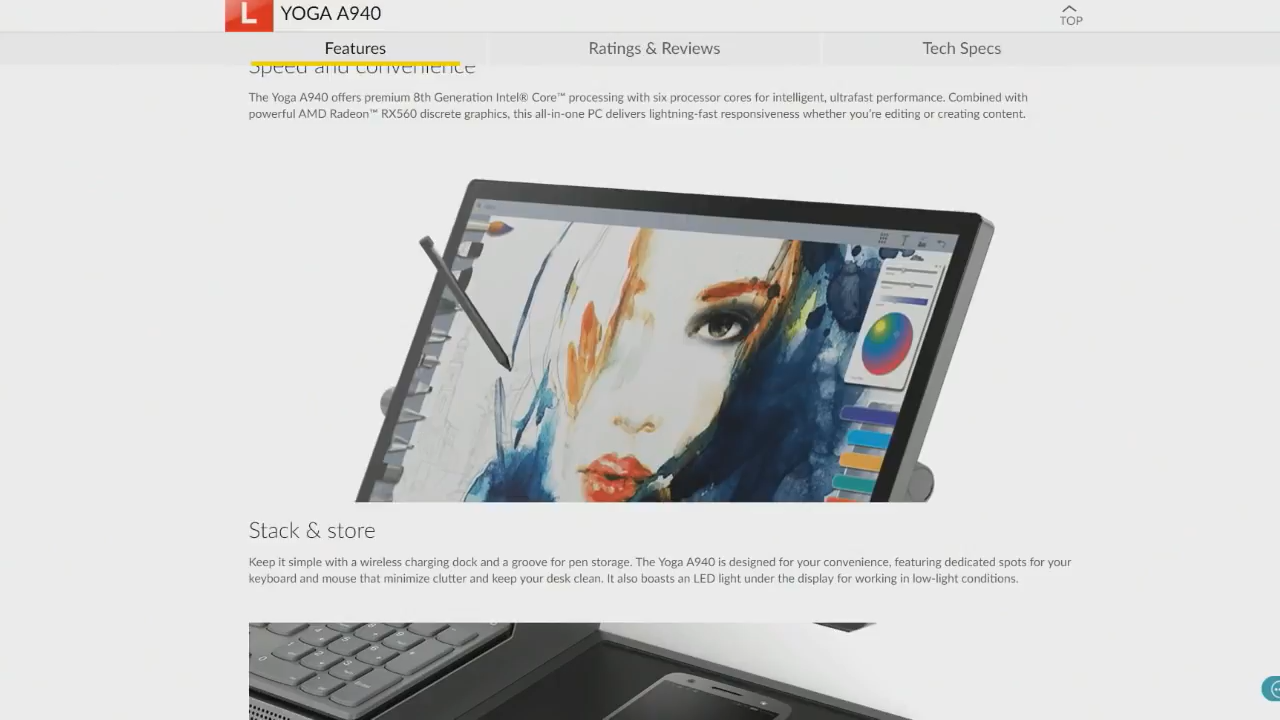 L YOGA A940
TOP
Features
Ratings & Reviews
Tech Specs
Speed and convenience
The Yoga A940 offers premium 8th Generation Intel® Core™ processing with six processor cores for intelligent, ultrafast performance. Combined with
powerful AMD Radeon™ RX560 discrete graphics, this all-in-one PC delivers lightning-fast responsiveness whether you're editing or creating content.
Stack & store
Keep it simple with a wireless charging dock and a groove for pen storage. The Yoga A940 is designed for your convenience, featuring dedicated spots for your
keyboard and mouse that minimize clutter and keep your desk clean. It also boasts an LED light under the display for working in low-light conditions.